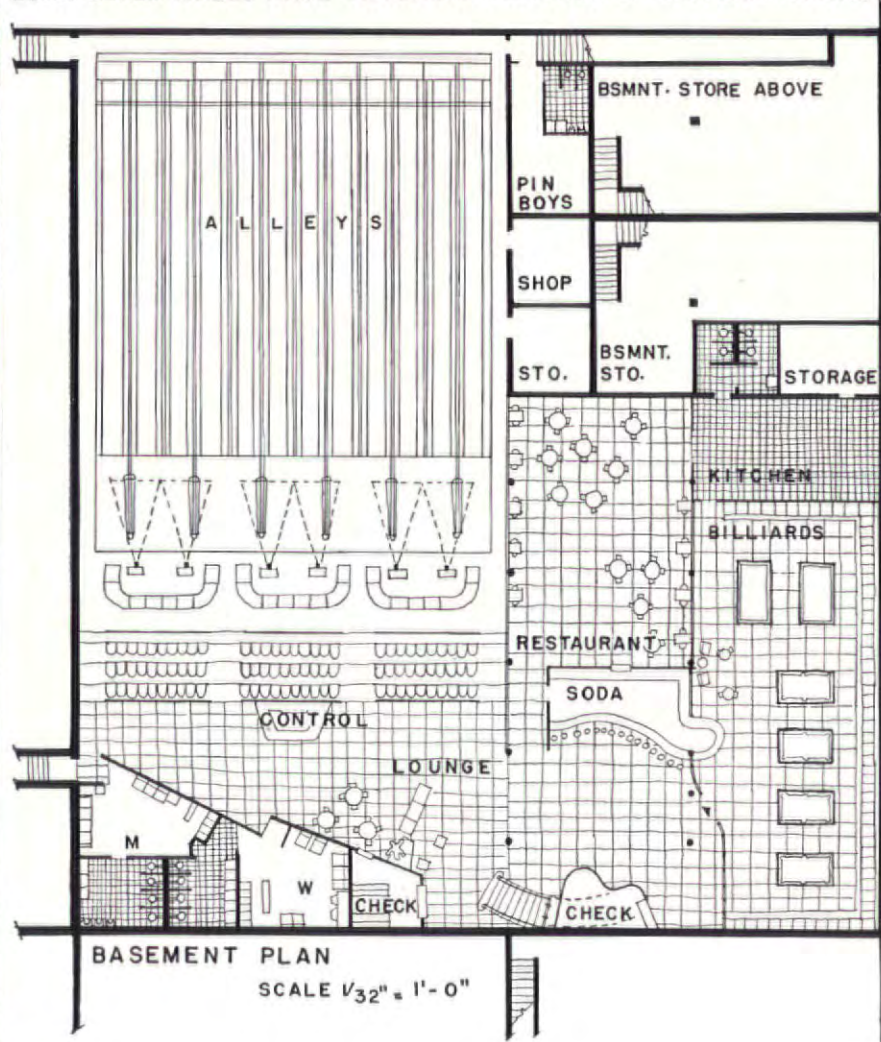 BSMNT. STORE ABOVE
PIN
BOYS
ALLEYS
SHOP
STO.
BSMNT.
STO.
STORAGE
KITCHEN
BILLIARDS
RESTAURANT
SODA
CONTROL
LOUNGE
M
W
CHECK
CHECK
BASEMENT PLAN
SCALE 1/32" = 1'-0"